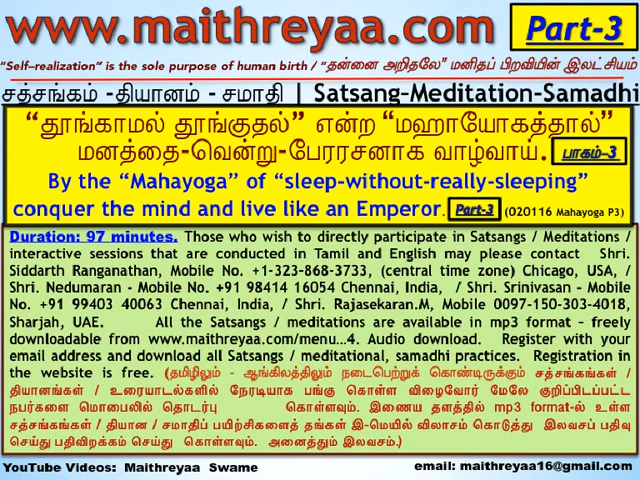 www.maithreyaa.com Part-3
“Self–realization” is the sole purpose of human birth / “தன்னை அறிதலே” மனிதப் பிறவியின் இலட்சியம்
சத்சங்கம் -தியானம் - சமாதி | Satsang-Meditation-Samadhi
“தூங்காமல் தூங்குதல்” என்ற “மஹாயோகத்தால்”
மனத்தை-வென்று-பேரரசனாக வாழ்வாய். பாகம்–3
By the “Mahayoga” of “sleep-without-really-sleeping”
conquer the mind and live like an Emperor. Part-3 (020116 Mahayoga P3)
Duration: 97 minutes. Those who wish to directly participate in Satsangs / Meditations /
interactive sessions that are conducted in Tamil and English may please contact Shri.
Siddarth Ranganathan, Mobile No. +1-323-868-3733, (central time zone) Chicago, USA, /
Shri. Nedumaran - Mobile No. +91 98414 16054 Chennai, India, / Shri. Srinivasan – Mobile
No. +91 99403 40063 Chennai, India, / Shri. Rajasekaran.M, Mobile 0097-150-303-4018,
Sharjah, UAE. All the Satsangs / meditations are available in mp3 format – freely
downloadable from www.maithreyaa.com/menu...4. Audio download. Register with your
email address and download all Satsangs / meditational, samadhi practices. Registration in
the website is free. (தமிழிலும் - ஆங்கிலத்திலும் நடைபெற்றுக் கொண்டிருக்கும் சத்சங்கங்கள் /
தியானங்கள் / உரையாடல்களில் நேரடியாக பங்கு கொள்ள விழைவோர் மேலே குறிப்பிடப்பட்ட
நபர்களை மொபைலில் தொடர்பு கொள்ளவும். இணைய தளத்தில் mp3 format-ல் உள்ள
சத்சங்கங்கள் / தியான / சமாதிப் பயிற்சிகளைத் தங்கள் இ-மெயில் விலாசம் கொடுத்து இலவசப் பதிவு
செய்து பதிவிறக்கம் செய்து கொள்ளவும். அனைத்தும் இலவசம்.)
YouTube Videos: Maithreyaa Swame email: maithreyaa16@gmail.com